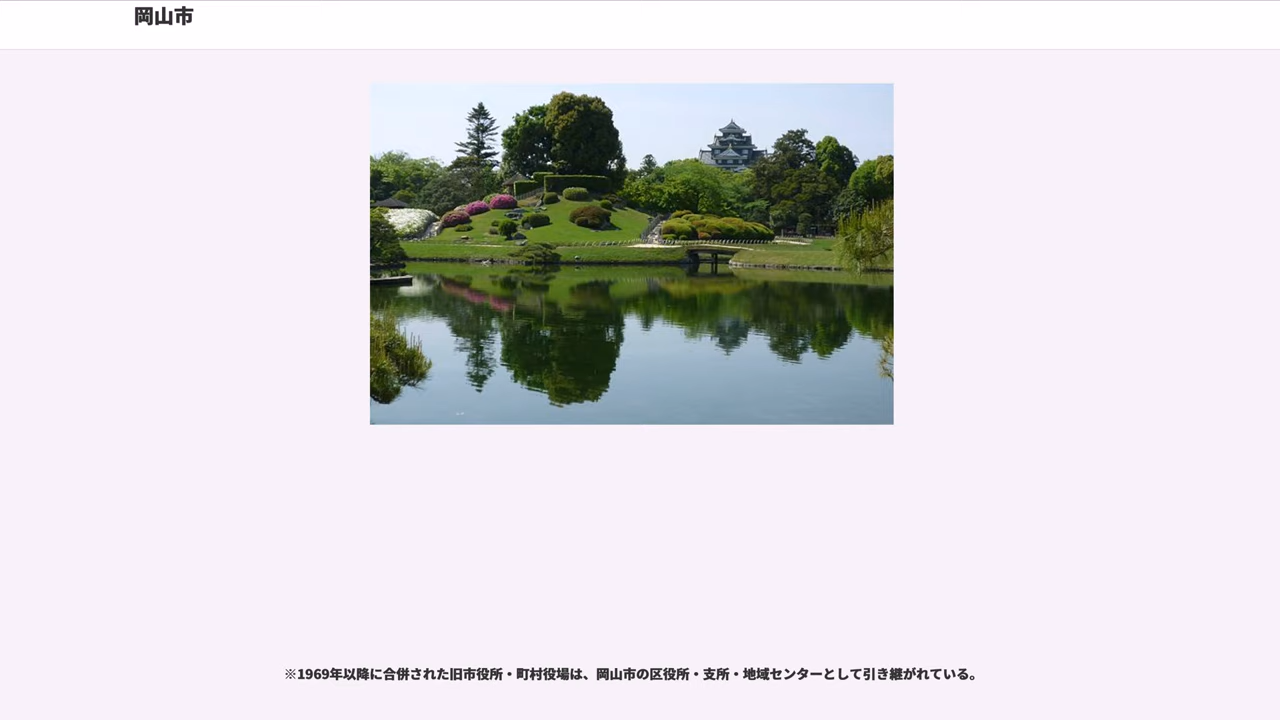 岡山市
※1969年以降に合併された旧市役所・町村役場は、岡山市の区役所・支所・地域センターとして引き継がれている。